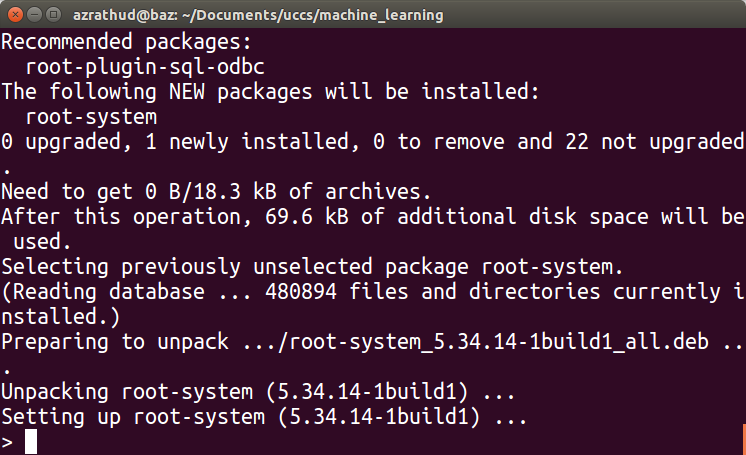 azrathud@baz: ~/Documents/uccs/machine_learning
Recommended packages:
  root-plugin-sql-odbc
The following NEW packages will be installed:
  root-system
0 upgraded, 1 newly installed, 0 to remove and 22 not upgraded
.
Need to get 0 B/18.3 kB of archives.
After this operation, 69.6 kB of additional disk space will be
 used.
Selecting previously unselected package root-system.
(Reading database ... 480894 files and directories currently i
nstalled.)
Preparing to unpack .../root-system_5.34.14-1build1_all.deb ..
.
Unpacking root-system (5.34.14-1build1) ...
Setting up root-system (5.34.14-1build1) ...
>